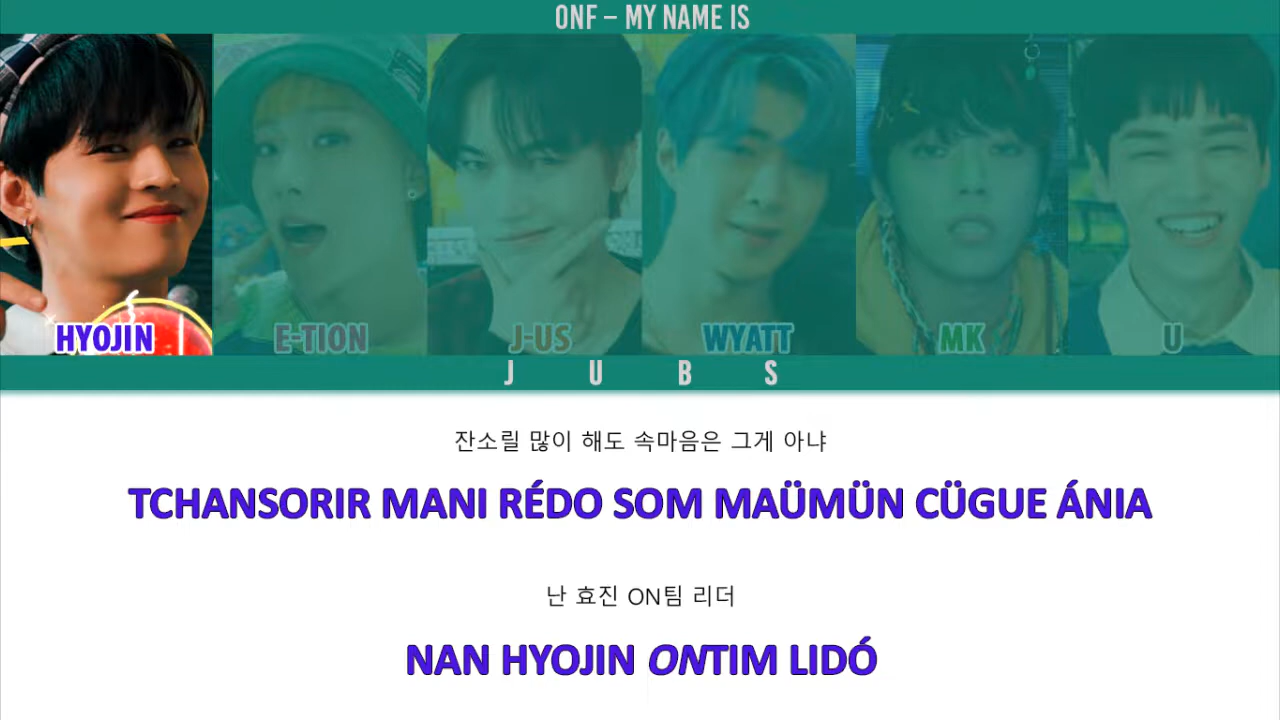 ONF – MY NAME IS
HYOJIN
E-TION
J-US
WYATT
MK
U
J U B S
잔소릴 많이 해도 속마음은 그게 아냐
TCHANSORIR MANI RÉDO SOM MAÜMÜN CÜGUE ÁNIA
난 효진 ON팀 리더
NAN HYOJIN ONTIM LIDÓ